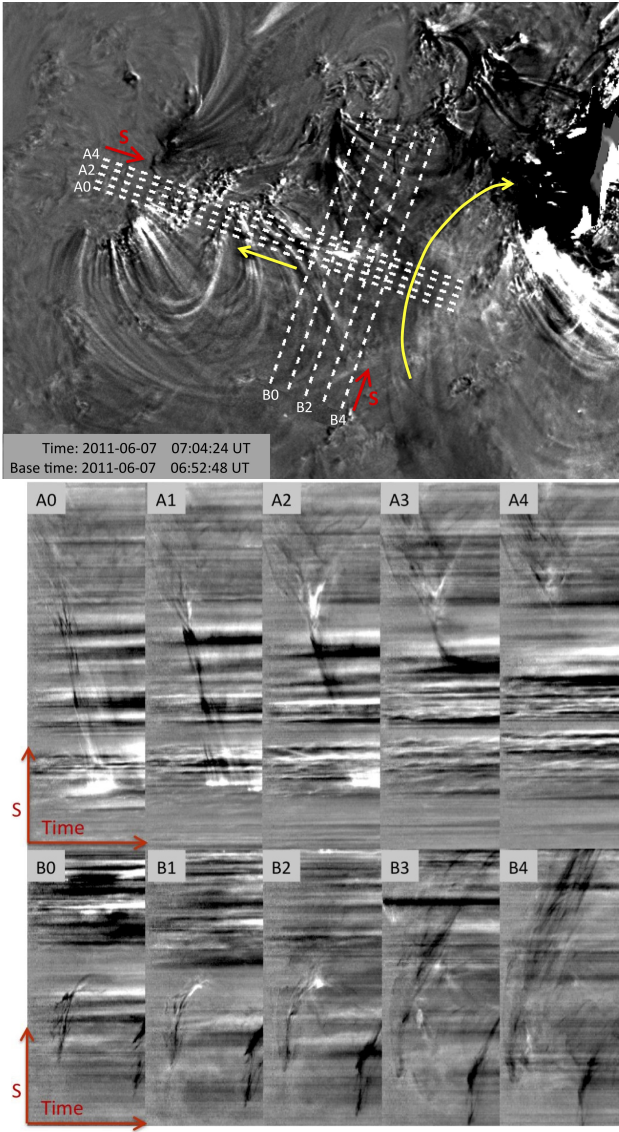 S
A4
A2
A0
B0
B2
B4
S
Time: 2011-06-07 07:04:24 UT
Base time: 2011-06-07 06:52:48 UT
A0 A1 A2 A3 A4
S
Time
B0 B1 B2 B3 B4
S
Time